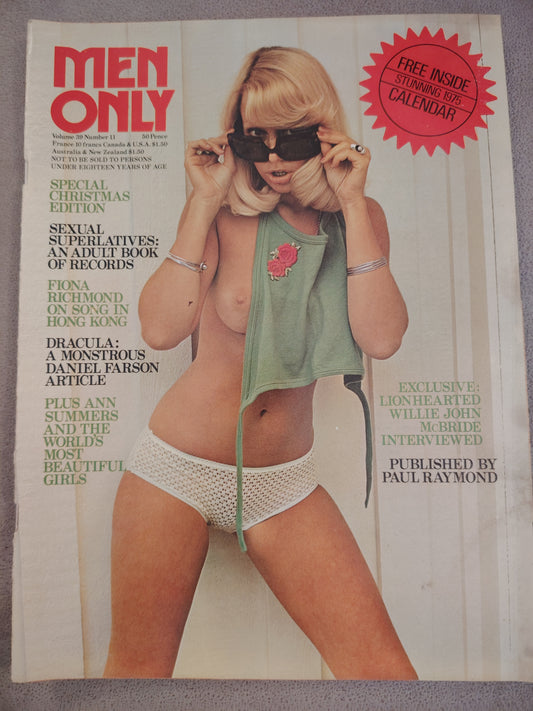 MEN
ONLY
Volume 39 Number 11 50 Pence
France 10 francs Canada & U.S.A. $1.50
Australia & New Zealand $1.50
NOT TO BE SOLD TO PERSONS
UNDER EIGHTEEN YEARS OF AGE
FREE INSIDE
STUNNING 1975
CALENDAR
SPECIAL
CHRISTMAS
EDITION
SEXUAL
SUPERLATIVES:
AN ADULT BOOK
OF RECORDS
FIONA
RICHMOND
ON SONG IN
HONG KONG
DRACULA:
A MONSTROUS
DANIEL FARSON
ARTICLE
PLUS ANN
SUMMERS
AND THE
WORLD'S
MOST
BEAUTIFUL
GIRLS
EXCLUSIVE:
LIONHEARTED
WILLIE JOHN
McBRIDE
INTERVIEWED
PUBLISHED BY
PAUL RAYMOND